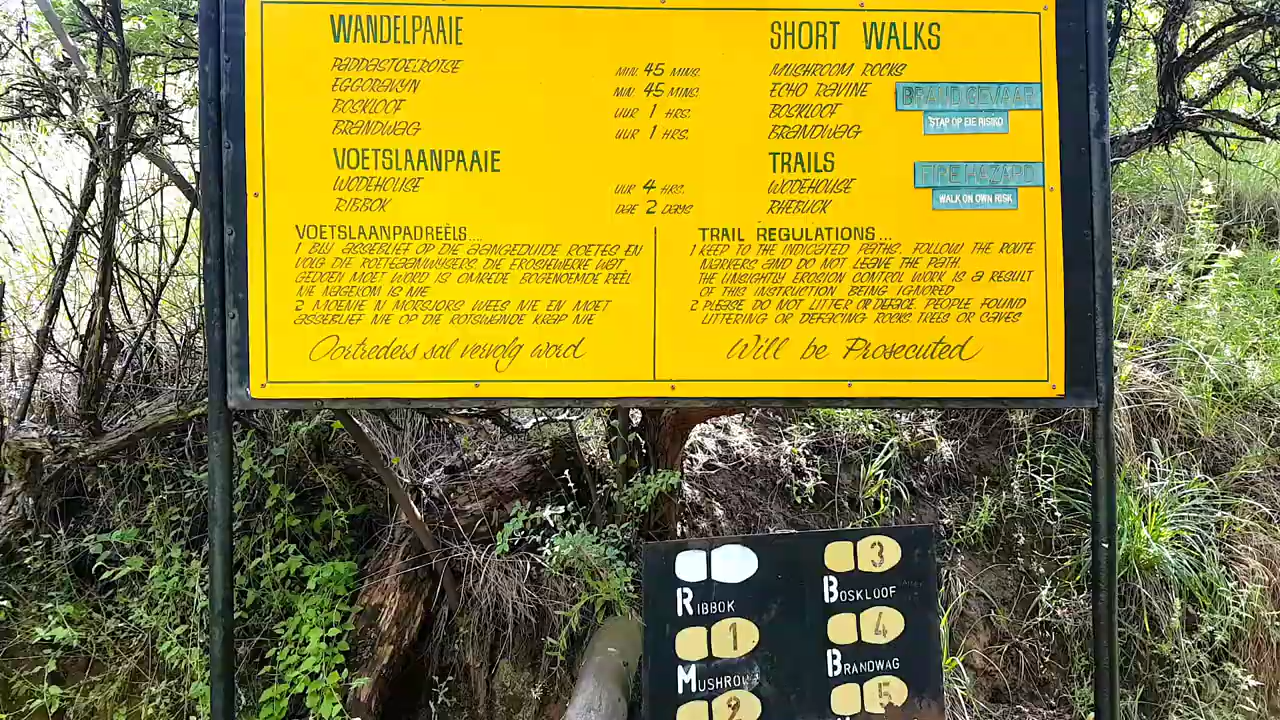 WANDELPAAIE
PADDASTOELROTSE MIN. 45 MINS.
EGGORAVYN MIN. 45 MINS.
BOSKLOOF UUR 1 HRS.
BRANDWAG UUR 1 HRS.
VOETSLAANPAAIE
WODEHOUSE UUR 4 HRS.
RIBBOK DAE 2 DAYS
SHORT WALKS
MUSHROOM ROCKS
ECHO RAVINE
BOSKLOOF
BRANDWAG
TRAILS
WODEHOUSE
RHEBUCK
BRAND GEVAAR
STAP OP EIE RISIKO
FIRE HAZARD
WALK ON OWN RISK
VOETSLAANPADREËLS...
1 BLY ASSEBLIEF OP DIE AANGEDUIDE ROETES EN
VOLG DIE ROETEAANWYSERS DIE EROSIEWERKE WAT
GEDOEN MOET WORD IS OMREDE BOGENOEMDE REËL
NIE NAGEKOM IS NIE
2 MOENIE 'N MORSJORS WEES NIE EN MOET
ASSEBLIEF NIE OP DIE ROTSWANDE KRAP NIE
Oortreders sal vervolg word
TRAIL REGULATIONS...
1 KEEP TO THE INDICATED PATHS. FOLLOW THE ROUTE
MARKERS AND DO NOT LEAVE THE PATH.
THE UNSIGHTLY EROSION CONTROL WORK IS A RESULT
OF THIS INSTRUCTION BEING IGNORED
2 PLEASE DO NOT LITTER OR DEFACE. PEOPLE FOUND
LITTERING OR DEFACING ROCKS TREES OR CAVES
Will be Prosecuted
RIBBOK
1
MUSHROOM
2
3
BOSKLOOF
4
BRANDWAG
5